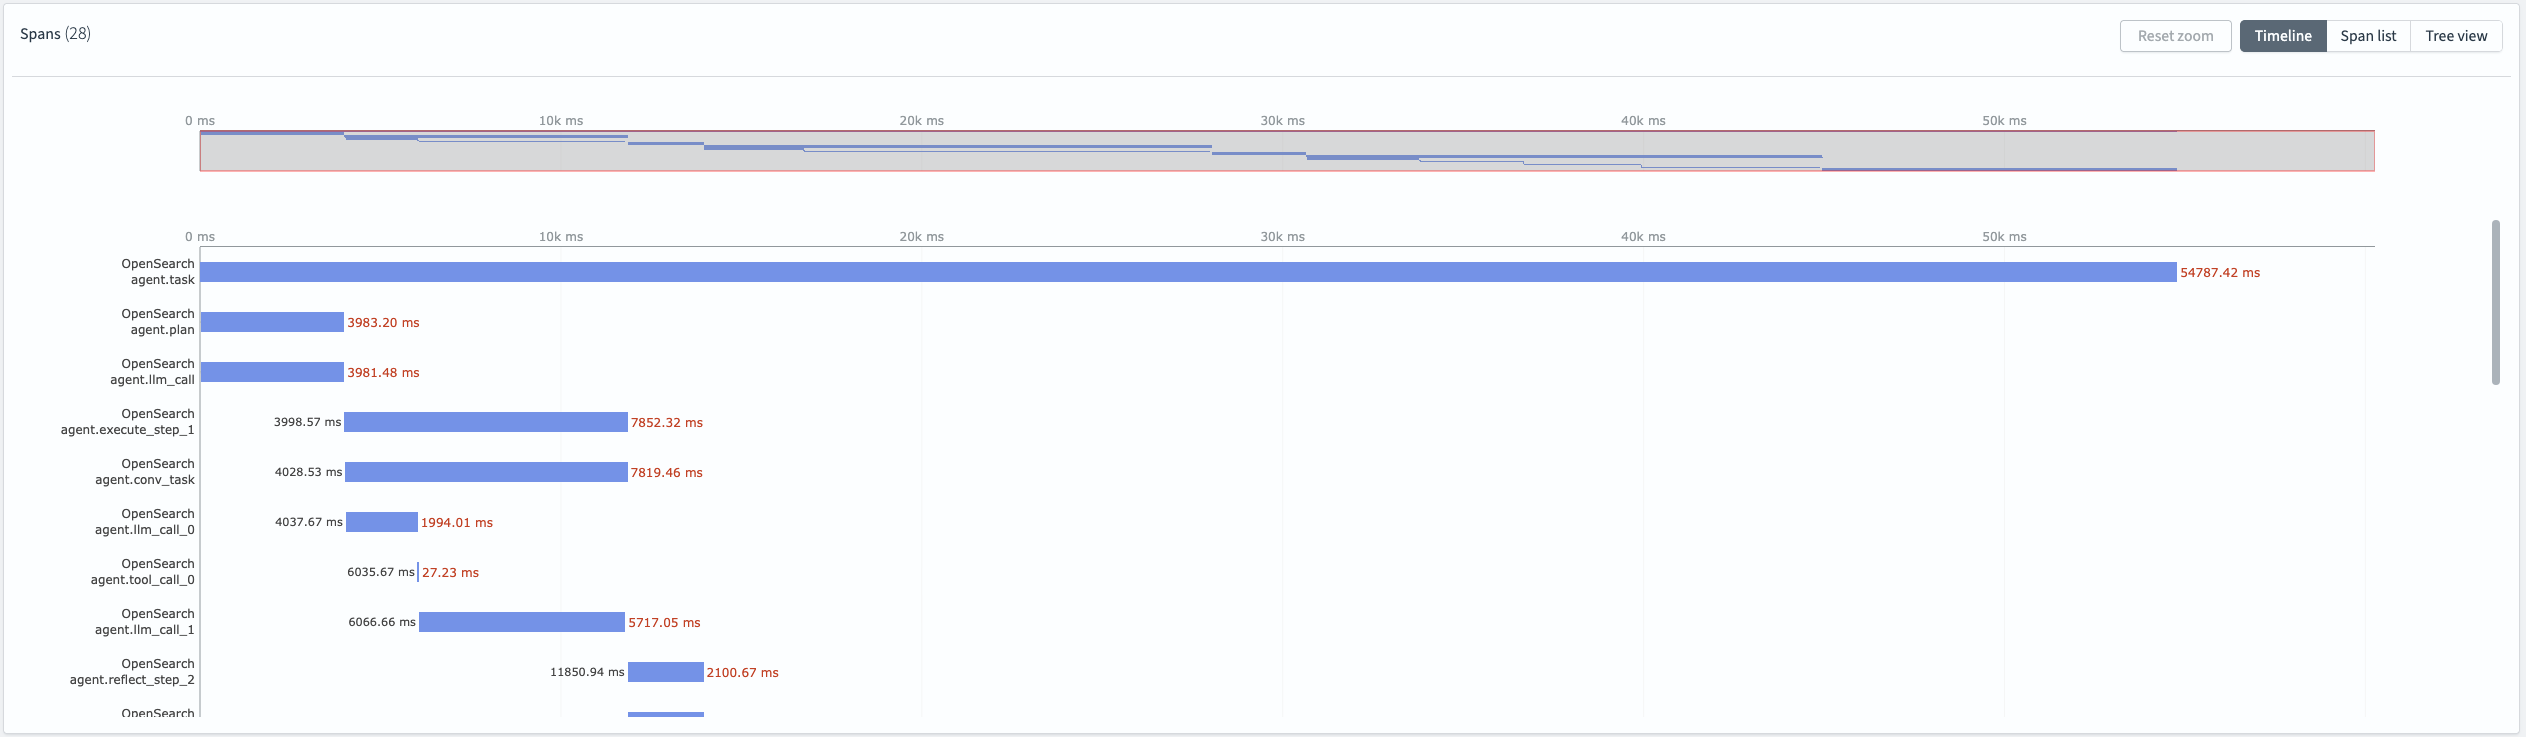 Spans (28)
Reset zoom
Timeline
Span list
Tree view
0 ms 10k ms 20k ms 30k ms 40k ms 50k ms
0 ms 10k ms 20k ms 30k ms 40k ms 50k ms
OpenSearch
agent.task
54787.42 ms
OpenSearch
agent.plan
3983.20 ms
OpenSearch
agent.llm_call
3981.48 ms
OpenSearch
agent.execute_step_1
3998.57 ms 7852.32 ms
OpenSearch
agent.conv_task
4028.53 ms 7819.46 ms
OpenSearch
agent.llm_call_0
4037.67 ms 1994.01 ms
OpenSearch
agent.tool_call_0
6035.67 ms 27.23 ms
OpenSearch
agent.llm_call_1
6066.66 ms 5717.05 ms
OpenSearch
agent.reflect_step_2
11850.94 ms 2100.67 ms
OpenSearch